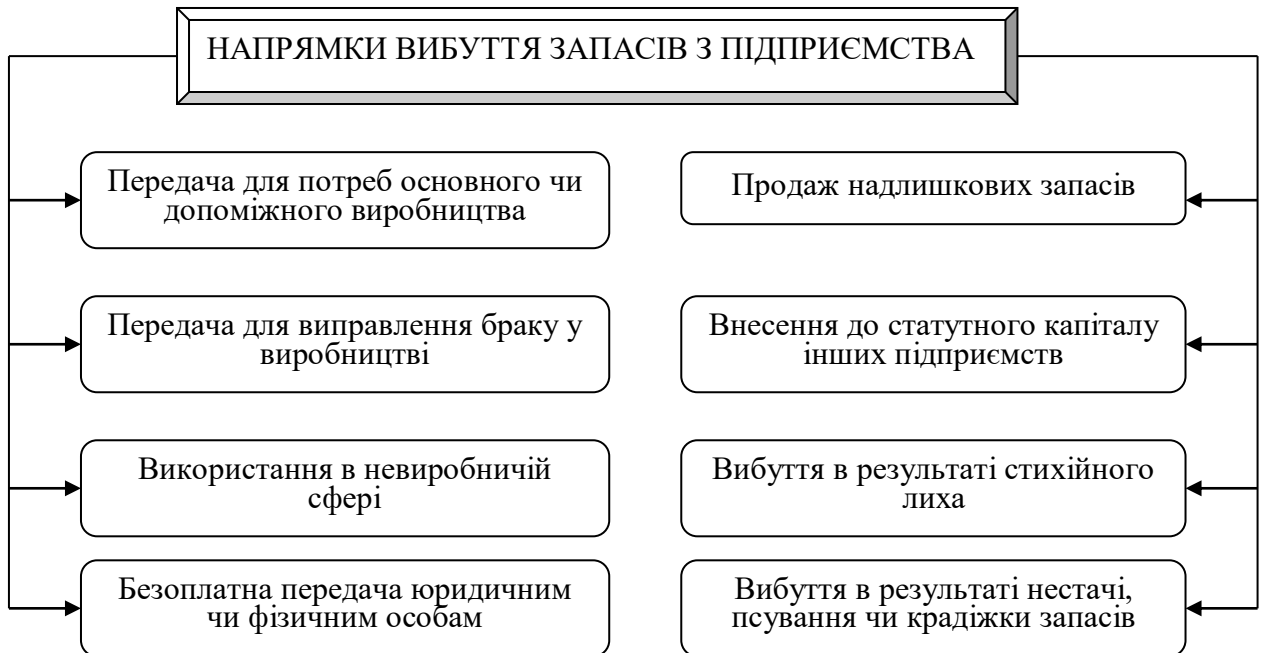 НАПРЯМКИ ВИБУТТЯ ЗАПАСІВ З ПІДПРИЄМСТВА
Передача для потреб основного чи
допоміжного виробництва
Продаж надлишкових запасів
Передача для виправлення браку у
виробництві
Внесення до статутного капіталу
інших підприємств
Використання в невиробничій
сфері
Вибуття в результаті стихійного
лиха
Безоплатна передача юридичним
чи фізичним особам
Вибуття в результаті нестачі,
псування чи крадіжки запасів